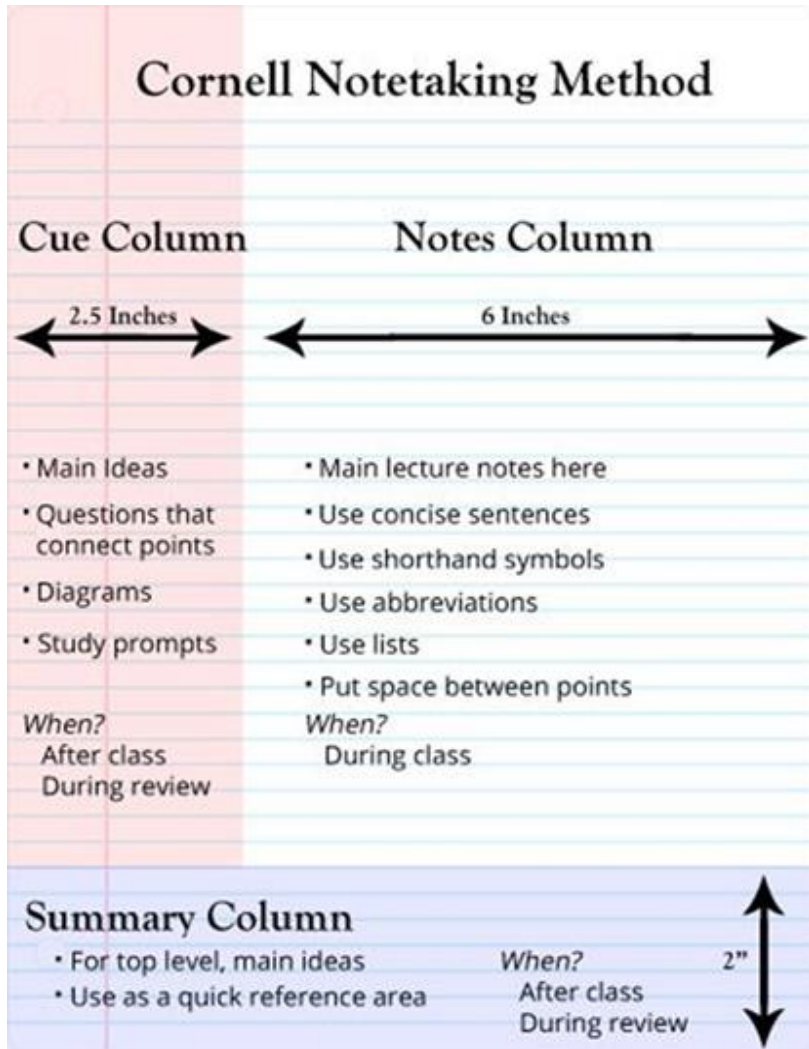 Cornell Notetaking Method
Cue Column
2.5 Inches
• Main Ideas
• Questions that
connect points
• Diagrams
• Study prompts
When?
After class
During review
Notes Column
6 Inches
• Main lecture notes here
• Use concise sentences
• Use shorthand symbols
• Use abbreviations
• Use lists
• Put space between points
When?
During class
Summary Column
• For top level, main ideas
• Use as a quick reference area
When?
After class
During review
2”